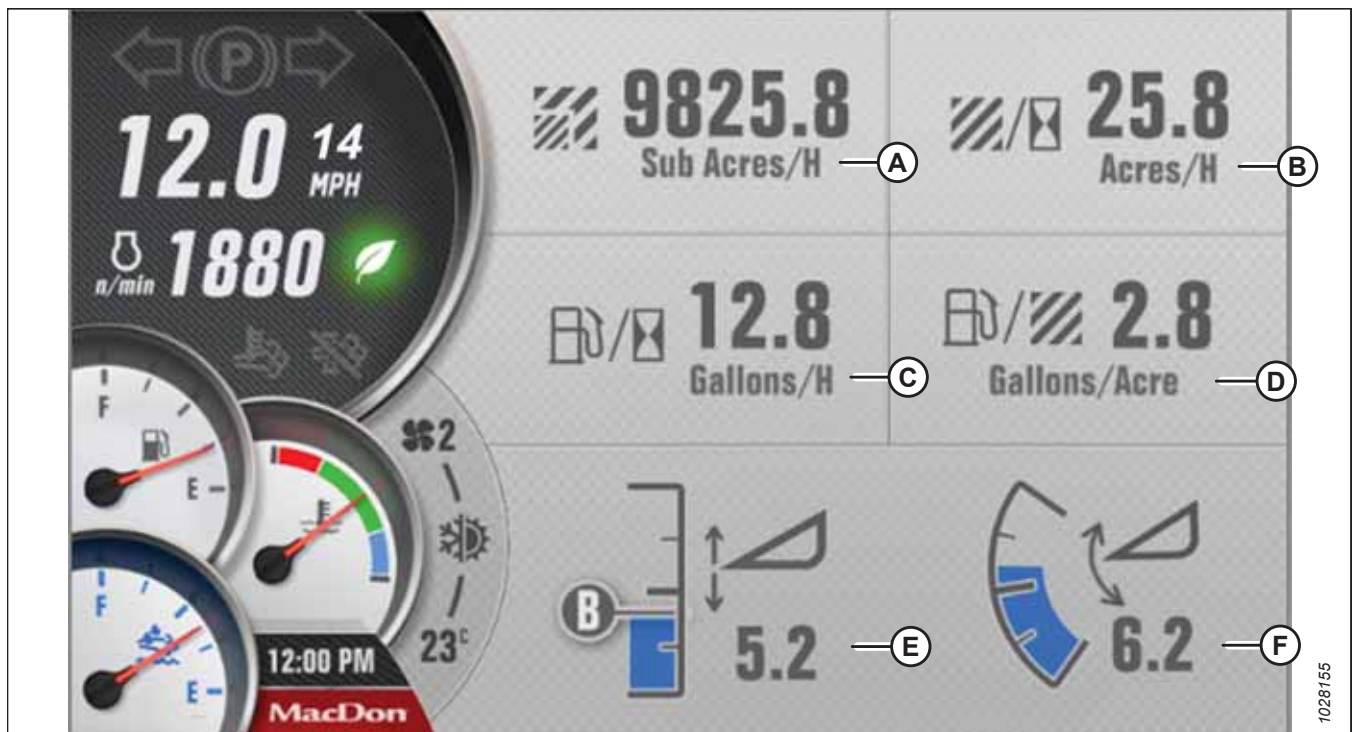 P
12.0 14
MPH
n/min 1880
F
E
F
E
2
23 C
12:00 PM
MacDon
9825.8
Sub Acres/H
A
/ 25.8
Acres/H
B
/ 12.8
Gallons/H
C
/ 2.8
Gallons/Acre
D
B
5.2
E
6.2
F
1028155